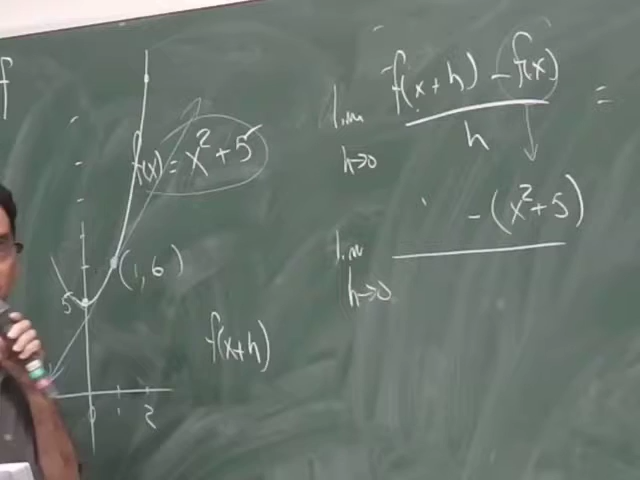 f
f(x) = x² + 5
(1, 6)
5
0 1 2
f(x+h)
lim h→0 f(x+h) - f(x) / h =
lim h→0 - (x² + 5)